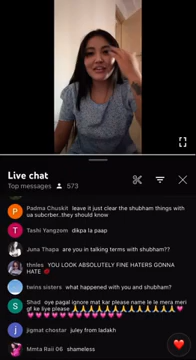 Live chat
Top messages 573
Padma Chuskit leave it just clear the shubham things with
ua subcrber..they should know
Tashi Yangzom dikpa la paap
Juna Thapa are you in talking terms with shubham??
thnles YOU LOOK ABSOLUTELY FINE HATERS GONNA
HATE
twins sisters what happened with you and shubham?
Shad oye pagal ignore mat kar please name le le mera meri
gf ke liye please
jigmat chostar juley from ladakh
Mmta Raii 06 shameless